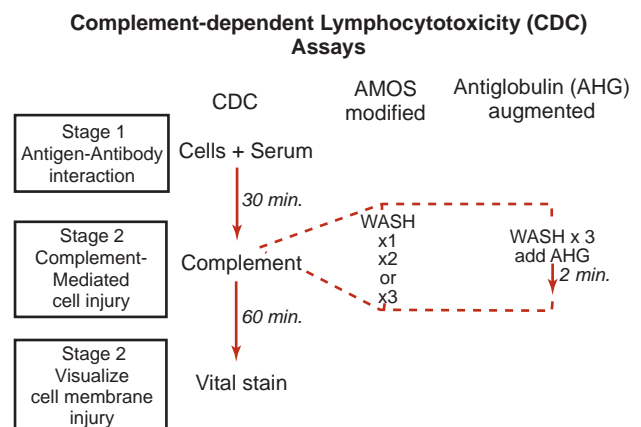 Complement-dependent Lymphocytotoxicity (CDC)
Assays
CDC
AMOS
modified
Antiglobulin (AHG)
augmented
Stage 1
Antigen-Antibody
interaction
Cells + Serum
30 min.
Stage 2
Complement-
Mediated
cell injury
Complement
WASH
x1
x2
or
x3
WASH x 3
add AHG
2 min.
60 min.
Stage 2
Visualize
cell membrane
injury
Vital stain